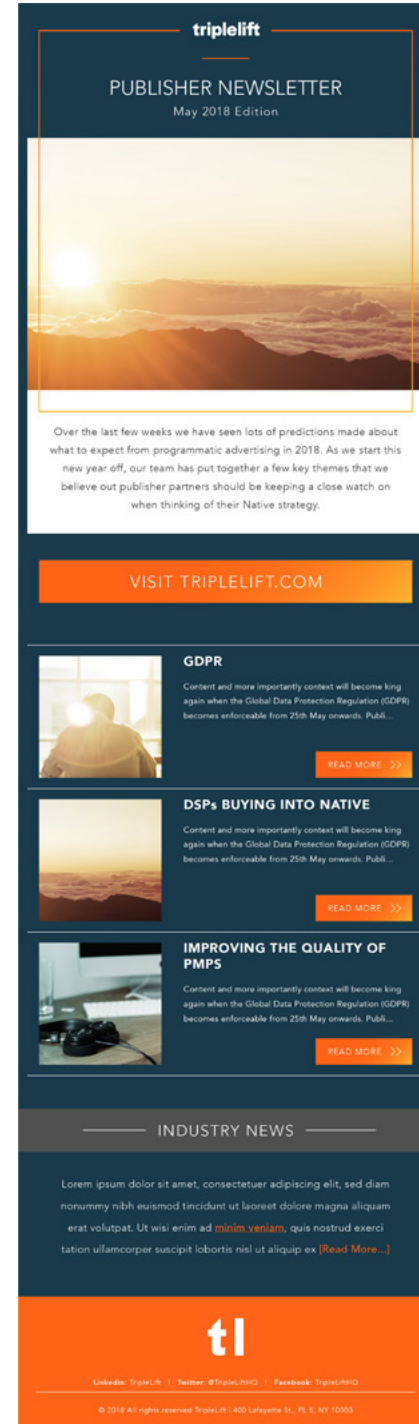 triplelift
PUBLISHER NEWSLETTER
May 2018 Edition
Over the last few weeks we have seen lots of predictions made about
what to expect from programmatic advertising in 2018. As we start this
new year off, our team has put together a few key themes that we
believe out publisher partners should be keeping a close watch on
when thinking of their Native strategy.
VISIT TRIPLELIFT.COM
GDPR
Content and more importantly context will become king
again when the Global Data Protection Regulation (GDPR)
becomes enforceable from 25th May onwards. Publi...
READ MORE >>
DSPs BUYING INTO NATIVE
Content and more importantly context will become king
again when the Global Data Protection Regulation (GDPR)
becomes enforceable from 25th May onwards. Publi...
READ MORE >>
IMPROVING THE QUALITY OF
PMPS
Content and more importantly context will become king
again when the Global Data Protection Regulation (GDPR)
becomes enforceable from 25th May onwards. Publi...
READ MORE >>
INDUSTRY NEWS
Lorem ipsum dolor sit amet, consectetuer adipiscing elit, sed diam
nonummy nibh euismod tincidunt ut laoreet dolore magna aliquam
erat volutpat. Ut wisi enim ad minim veniam, quis nostrud exerci
tation ullamcorper suscipit lobortis nisl ut aliquip ex [Read More...]
tl
Linkedin: TripleLift | Twitter: @TripleLiftHQ | Facebook: TripleLiftHQ
© 2018 All rights reserved TripleLift | 400 Lafayette St., FL 5, NY 10003